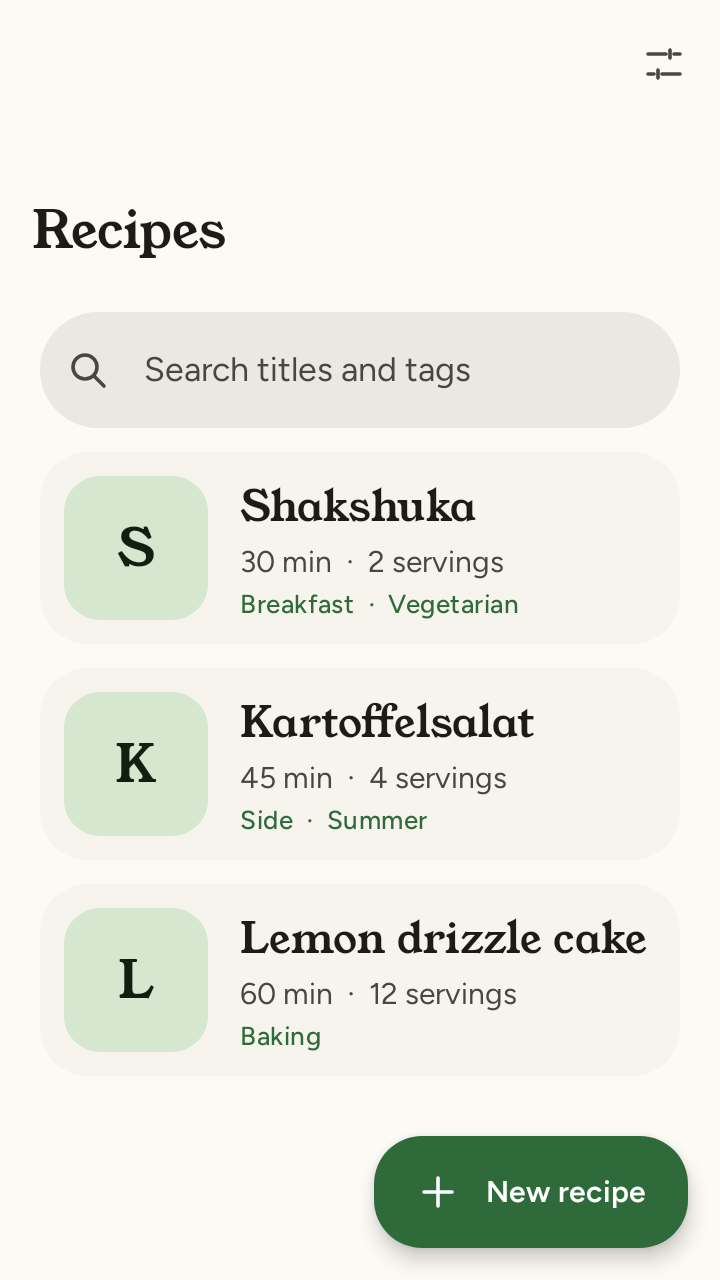 Recipes
Search titles and tags
S
Shakshuka
30 min · 2 servings
Breakfast · Vegetarian
K
Kartoffelsalat
45 min · 4 servings
Side · Summer
L
Lemon drizzle cake
60 min · 12 servings
Baking
New recipe